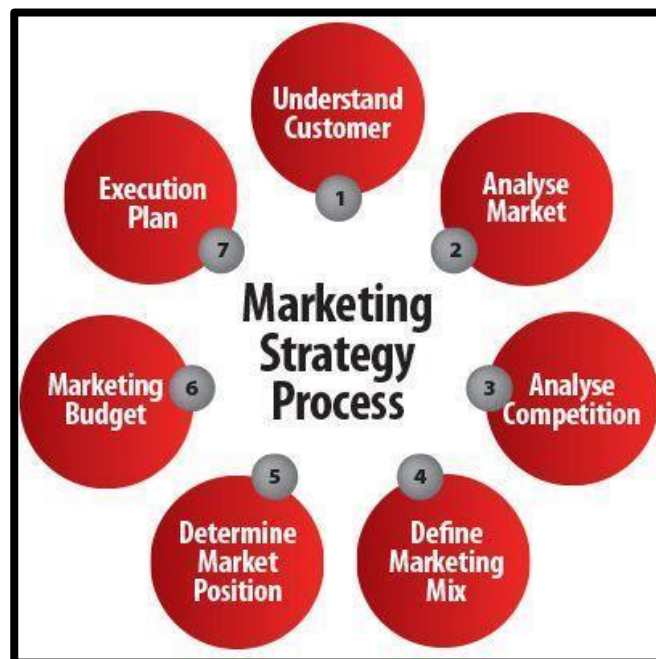 Understand
Customer
1
Analyse
Market
2
Analyse
Competition
3
Define
Marketing
Mix
4
Determine
Market
Position
5
Marketing
Budget
6
Execution
Plan
7
Marketing
Strategy
Process